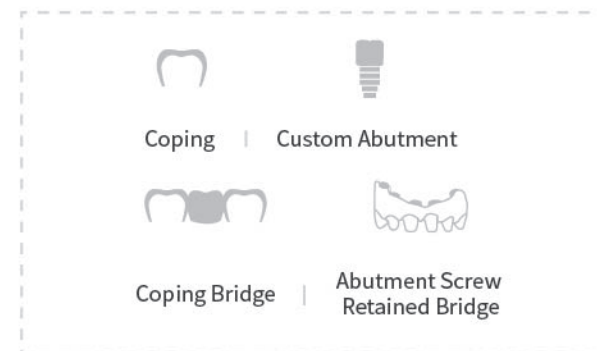 Coping | Custom Abutment
Coping Bridge | Abutment Screw
Retained Bridge